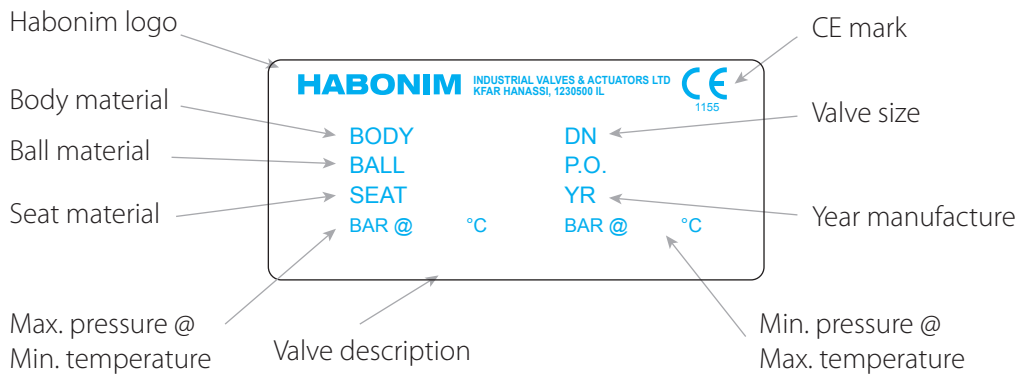 Habonim logo
CE mark
HABONIM INDUSTRIAL VALVES & ACTUATORS LTD
KFAR HANASSI, 1230500 IL
CE
1155
Body material
BODY DN
Valve size
Ball material
BALL P.O.
Seat material
SEAT YR
Year manufacture
BAR @ °C BAR @ °C
Max. pressure @
Min. temperature
Valve description
Min. pressure @
Max. temperature